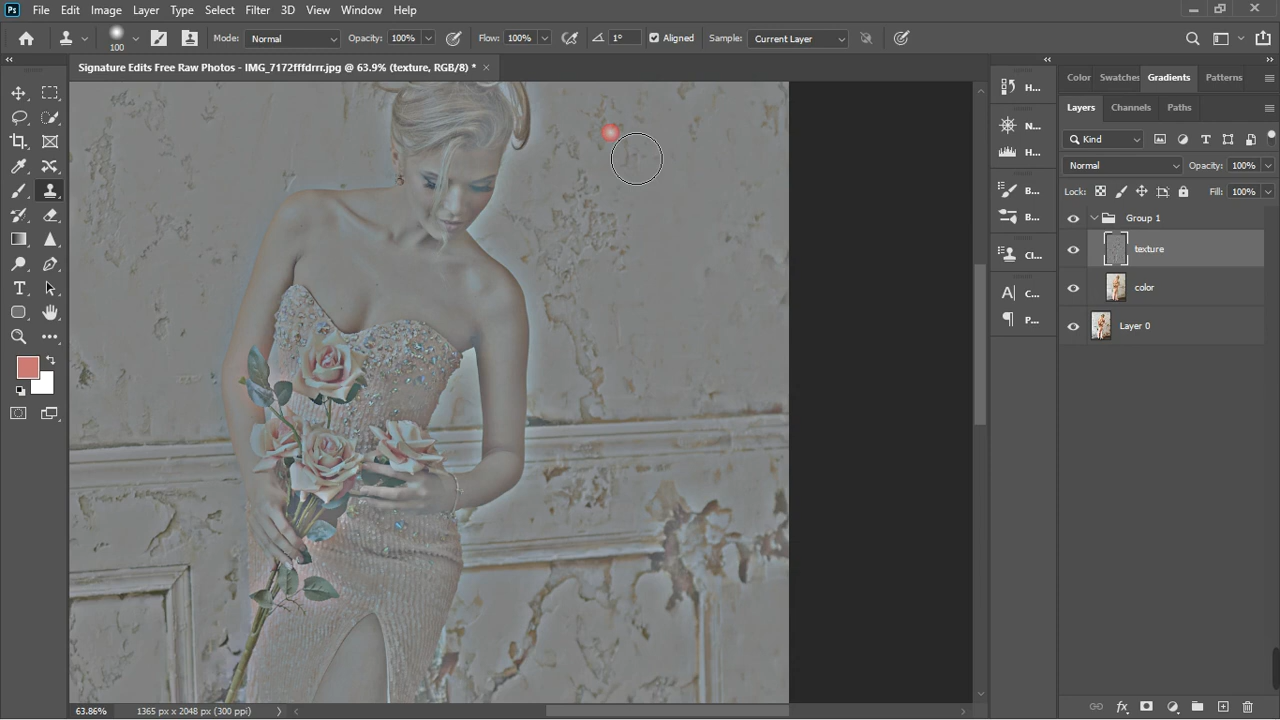 Ps File Edit Image Layer Type Select Filter 3D View Window Help
100 Mode: Normal Opacity: 100% Flow: 100% 1° Aligned Sample: Current Layer
Signature Edits Free Raw Photos - IMG_7172fffdrrr.jpg @ 63.9% (texture, RGB/8) *
Color Swatches Gradients Patterns
H...
Layers Channels Paths
N...
Kind
H...
Normal Opacity: 100%
B...
Lock: Fill: 100%
B...
Group 1
Cl...
texture
C...
color
P...
Layer 0
63.86% 1365 px x 2048 px (300 ppi)